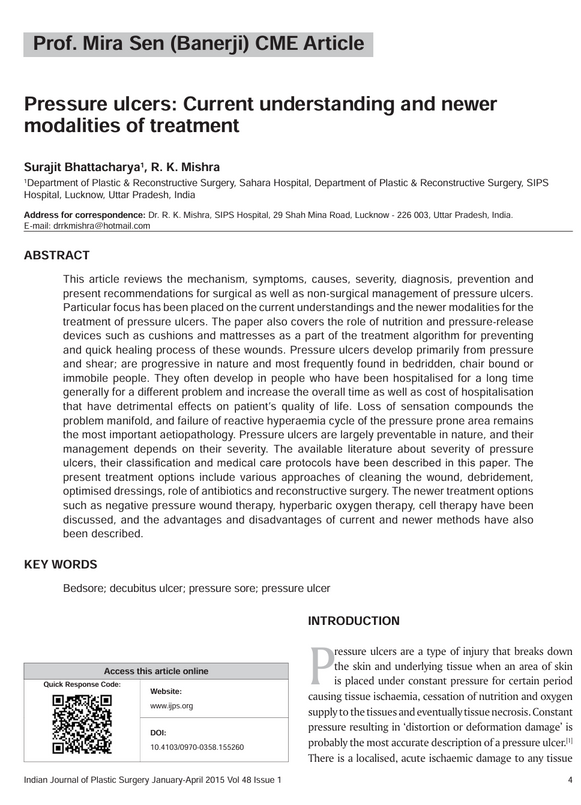 Prof. Mira Sen (Banerji) CME Article
Pressure ulcers: Current understanding and newer
modalities of treatment
Surajit Bhattacharya¹, R. K. Mishra
¹Department of Plastic & Reconstructive Surgery, Sahara Hospital, Department of Plastic & Reconstructive Surgery, SIPS
Hospital, Lucknow, Uttar Pradesh, India
Address for correspondence: Dr. R. K. Mishra, SIPS Hospital, 29 Shah Mina Road, Lucknow - 226 003, Uttar Pradesh, India.
E-mail: drrkmishra@hotmail.com
ABSTRACT
This article reviews the mechanism, symptoms, causes, severity, diagnosis, prevention and
present recommendations for surgical as well as non-surgical management of pressure ulcers.
Particular focus has been placed on the current understandings and the newer modalities for the
treatment of pressure ulcers. The paper also covers the role of nutrition and pressure-release
devices such as cushions and mattresses as a part of the treatment algorithm for preventing
and quick healing process of these wounds. Pressure ulcers develop primarily from pressure
and shear; are progressive in nature and most frequently found in bedridden, chair bound or
immobile people. They often develop in people who have been hospitalised for a long time
generally for a different problem and increase the overall time as well as cost of hospitalisation
that have detrimental effects on patient's quality of life. Loss of sensation compounds the
problem manifold, and failure of reactive hyperaemia cycle of the pressure prone area remains
the most important aetiopathology. Pressure ulcers are largely preventable in nature, and their
management depends on their severity. The available literature about severity of pressure
ulcers, their classification and medical care protocols have been described in this paper. The
present treatment options include various approaches of cleaning the wound, debridement,
optimised dressings, role of antibiotics and reconstructive surgery. The newer treatment options
such as negative pressure wound therapy, hyperbaric oxygen therapy, cell therapy have been
discussed, and the advantages and disadvantages of current and newer methods have also
been described.
KEY WORDS
Bedsore; decubitus ulcer; pressure sore; pressure ulcer
Access this article online
Quick Response Code:
Website:
www.ijps.org
DOI:
10.4103/0970-0358.155260
INTRODUCTION
Pressure ulcers are a type of injury that breaks down
the skin and underlying tissue when an area of skin
is placed under constant pressure for certain period
causing tissue ischaemia, cessation of nutrition and oxygen
supply to the tissues and eventually tissue necrosis. Constant
pressure resulting in 'distortion or deformation damage' is
probably the most accurate description of a pressure ulcer.[1]
There is a localised, acute ischaemic damage to any tissue
Indian Journal of Plastic Surgery January-April 2015 Vol 48 Issue 1
4